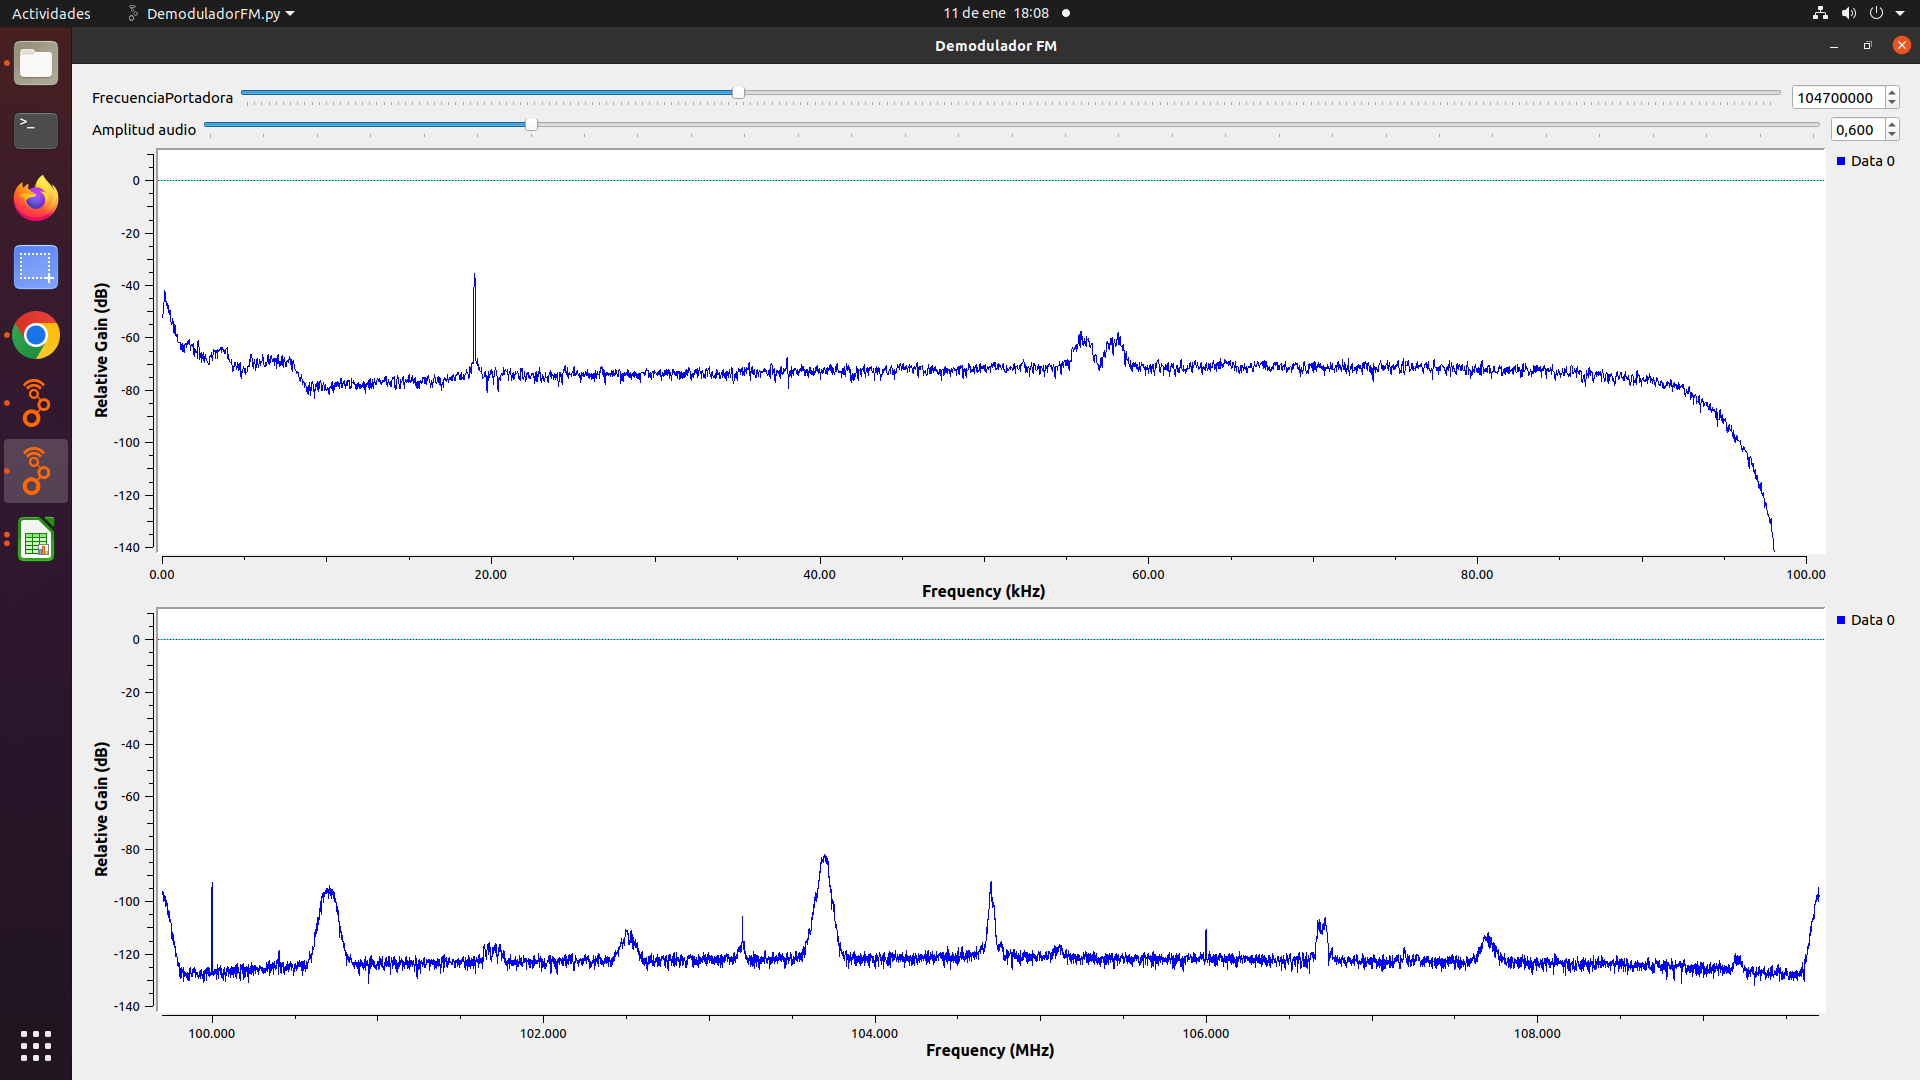 Actividades DemoduladorFM.py 11 de ene 18:08
Demodulador FM
FrecuenciaPortadora 104700000
Amplitud audio 0,600
Data 0
Relative Gain (dB)
0
-20
-40
-60
-80
-100
-120
-140
0.00 20.00 40.00 60.00 80.00 100.00
Frequency (kHz)
Data 0
Relative Gain (dB)
0
-20
-40
-60
-80
-100
-120
-140
100.000 102.000 104.000 106.000 108.000
Frequency (MHz)